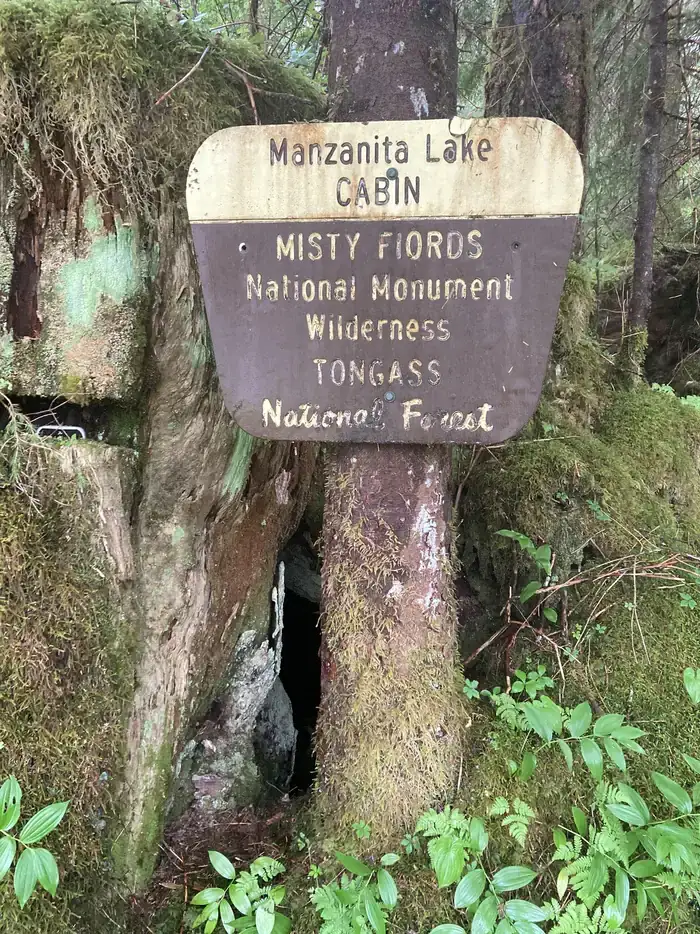 Manzanita Lake
CABIN
MISTY FIORDS
National Monument
Wilderness
TONGASS
National Forest